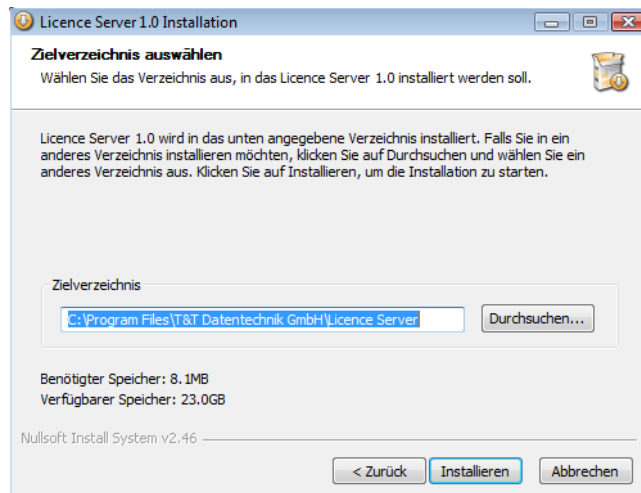 Licence Server 1.0 Installation
Zielverzeichnis auswählen
Wählen Sie das Verzeichnis aus, in das Licence Server 1.0 installiert werden soll.
Licence Server 1.0 wird in das unten angegebene Verzeichnis installiert. Falls Sie in ein
anderes Verzeichnis installieren möchten, klicken Sie auf Durchsuchen und wählen Sie ein
anderes Verzeichnis aus. Klicken Sie auf Installieren, um die Installation zu starten.
Zielverzeichnis
C:\Program Files\T&T Datentechnik GmbH\Licence Server
Durchsuchen...
Benötigter Speicher: 8.1MB
Verfügbarer Speicher: 23.0GB
Nullsoft Install System v2.46
< Zurück
Installieren
Abbrechen